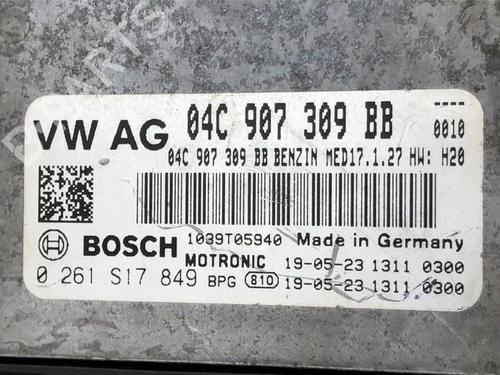 VW AG 04C 907 309 BB ----
0010
04C 907 309 BB BENZIN MED17.1.27 HW: H20
BOSCH 1039T05940 Made in Germany
MOTRONIC 19-05-23 1311 0300
0 261 S17 849 BPG 810 19-05-23 1311 0300